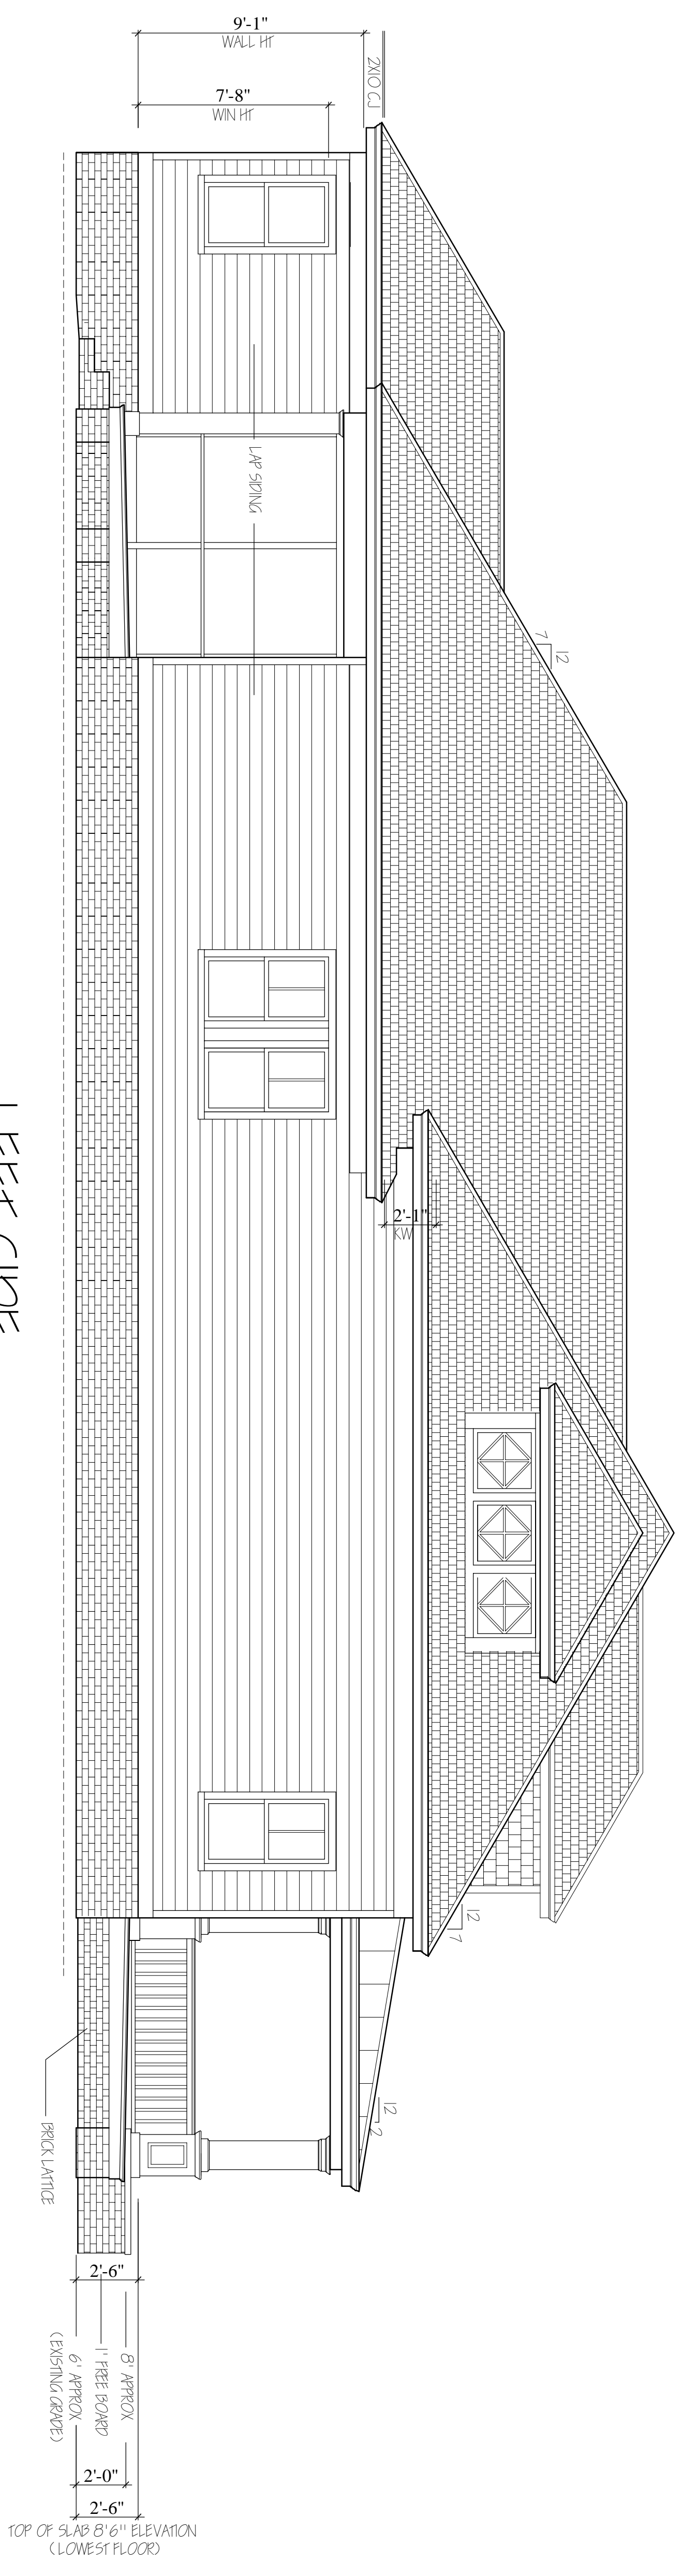 9'-1"
WALL HT
2X10 CJ
7'-8"
WIN HT
LAP SIDING
7
12
2'-1"
KW
12
7
12
2
BRICK LATTICE
2'-6"
8' APPROX
1' FREE BOARD
6' APPROX
(EXISTING GRADE)
2'-0"
2'-6"
TOP OF SLAB 8'6" ELEVATION
(LOWEST FLOOR)